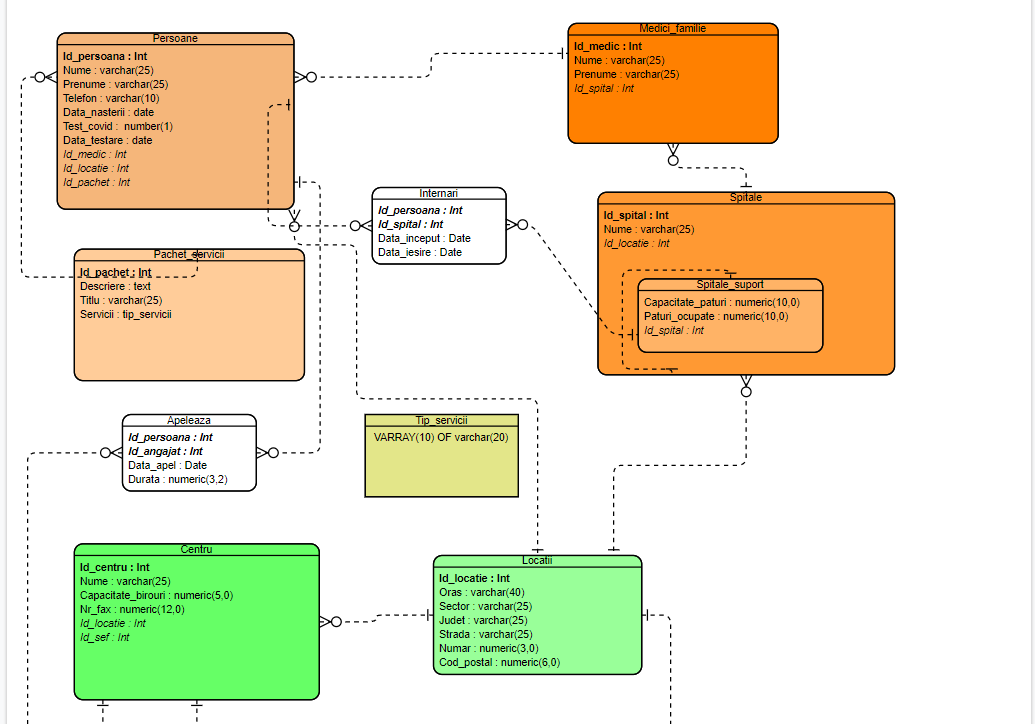 Persoane
Id_persoana : Int
Nume : varchar(25)
Prenume : varchar(25)
Telefon : varchar(10)
Data_nasterii : date
Test_covid :  number(1)
Data_testare : date
Id_medic : Int
Id_locatie : Int
Id_pachet : Int
Medici_familie
Id_medic : Int
Nume : varchar(25)
Prenume : varchar(25)
Id_spital : Int
Internari
Id_persoana : Int
Id_spital : Int
Data_inceput : Date
Data_iesire : Date
Spitale
Id_spital : Int
Nume : varchar(25)
Id_locatie : Int
Spitale_suport
Capacitate_paturi : numeric(10,0)
Paturi_ocupate : numeric(10,0)
Id_spital : Int
Pachet_servicii
Id_pachet : Int
Descriere : text
Titlu : varchar(25)
Servicii : tip_servicii
Apeleaza
Id_persoana : Int
Id_angajat : Int
Data_apel : Date
Durata : numeric(3,2)
Tip_servicii
VARRAY(10) OF varchar(20)
Centru
Id_centru : Int
Nume : varchar(25)
Capacitate_birouri : numeric(5,0)
Nr_fax : numeric(12,0)
Id_locatie : Int
Id_sef : Int
Locatii
Id_locatie : Int
Oras : varchar(40)
Sector : varchar(25)
Judet : varchar(25)
Strada : varchar(25)
Numar : numeric(3,0)
Cod_postal : numeric(6,0)